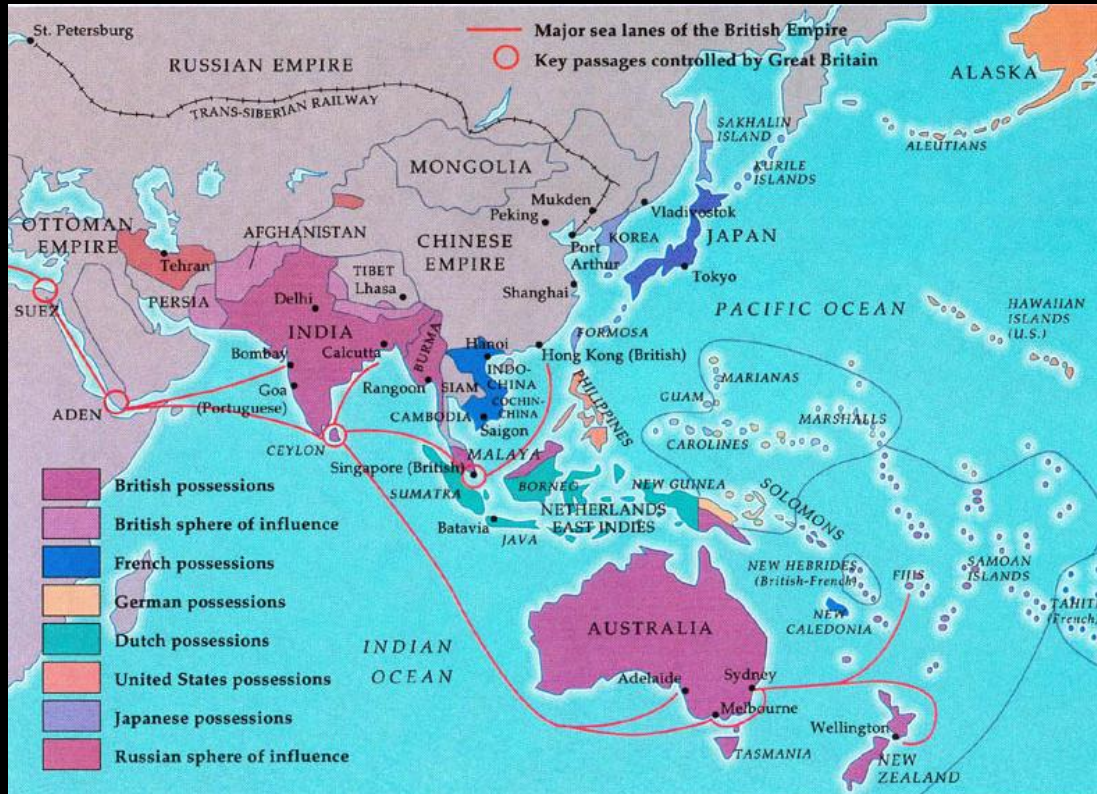 St. Petersburg
Major sea lanes of the British Empire
Key passages controlled by Great Britain
RUSSIAN EMPIRE
TRANS-SIBERIAN RAILWAY
ALASKA
SAKHALIN
ISLAND
ALEUTIANS
KURILE
ISLANDS
MONGOLIA
Mukden
Peking
Vladivostok
OTTOMAN
EMPIRE
AFGHANISTAN
CHINESE
EMPIRE
KOREA
JAPAN
Port
Arthur
Tehran
TIBET
Lhasa
Tokyo
Shanghai
PERSIA
SUEZ
Delhi
PACIFIC OCEAN
HAWAIIAN
ISLANDS
(U.S.)
INDIA
FORMOSA
Bombay
Calcutta
BURMA
Hanoi
Hong Kong (British)
INDO-
CHINA
Goa
(Portuguese)
Rangoon
SIAM
COCHIN-
CHINA
PHILIPPINES
MARIANAS
GUAM
ADEN
CAMBODIA
Saigon
MARSHALLS
CAROLINES
CEYLON
MALAYA
Singapore (British)
SUMATRA
BORNEO
NEW GUINEA
SOLOMONS
NETHERLANDS
EAST INDIES
Batavia
JAVA
NEW HEBRIDES
(British-French)
FIJIS
SAMOAN
ISLANDS
TAHITI
(French)
NEW
CALEDONIA
AUSTRALIA
INDIAN
OCEAN
Adelaide
Sydney
Melbourne
Wellington
TASMANIA
NEW
ZEALAND
British possessions
British sphere of influence
French possessions
German possessions
Dutch possessions
United States possessions
Japanese possessions
Russian sphere of influence